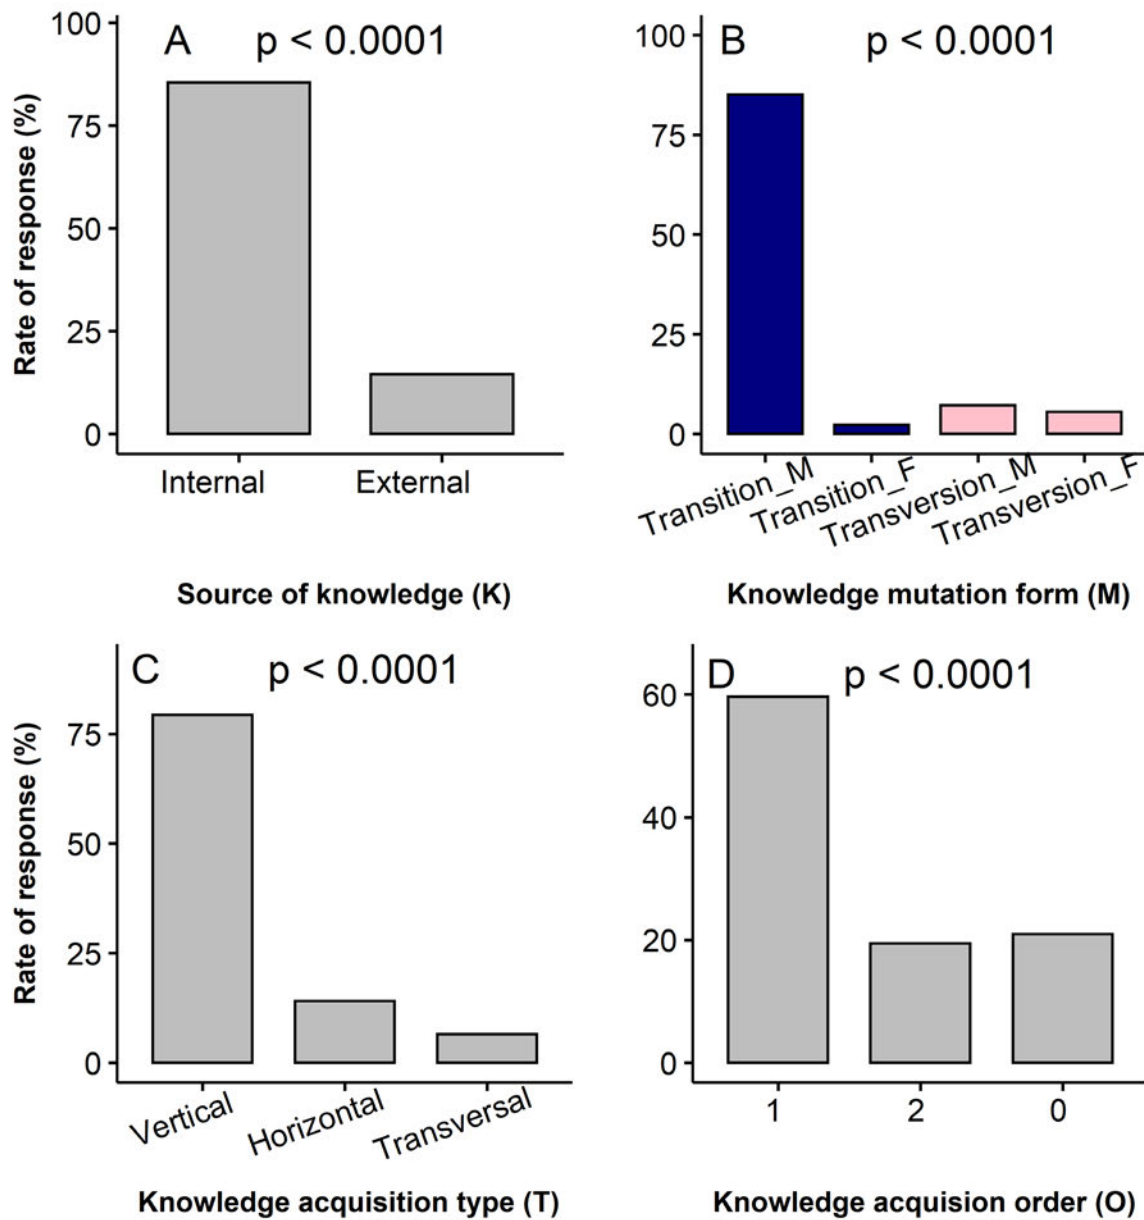 A p < 0.0001
Rate of response (%)
100
75
50
25
0
Internal External
Source of knowledge (K)
B p < 0.0001
100
75
50
25
0
Transition_M Transition_F Transversion_M Transversion_F
Knowledge mutation form (M)
C p < 0.0001
Rate of response (%)
75
50
25
0
Vertical Horizontal Transversal
Knowledge acquisition type (T)
D p < 0.0001
60
40
20
0
1 2 0
Knowledge acquision order (O)